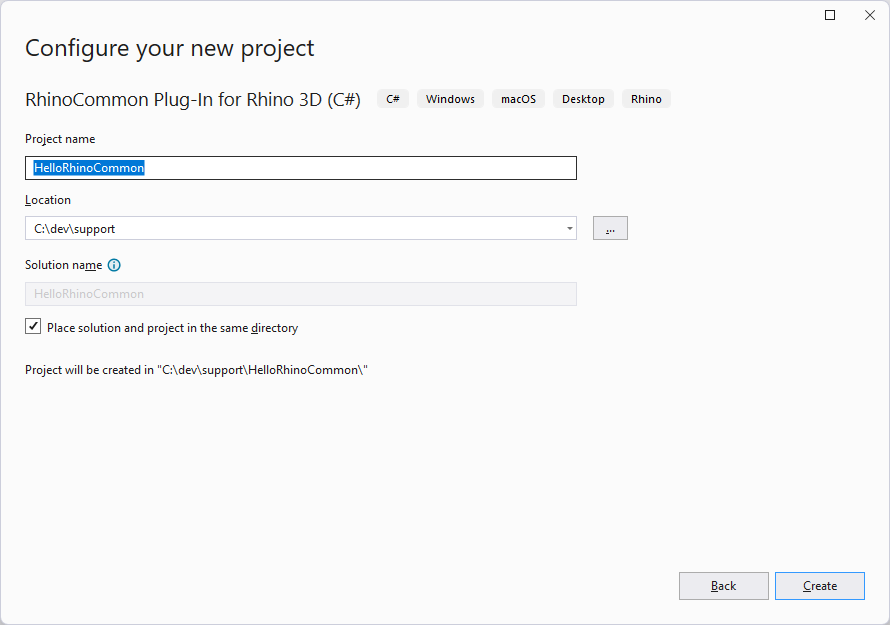 Configure your new project
RhinoCommon Plug-In for Rhino 3D (C#) C# Windows macOS Desktop Rhino
Project name
HelloRhinoCommon
Location
C:\dev\support ...
Solution name
HelloRhinoCommon
Place solution and project in the same directory
Project will be created in "C:\dev\support\HelloRhinoCommon\"
Back Create